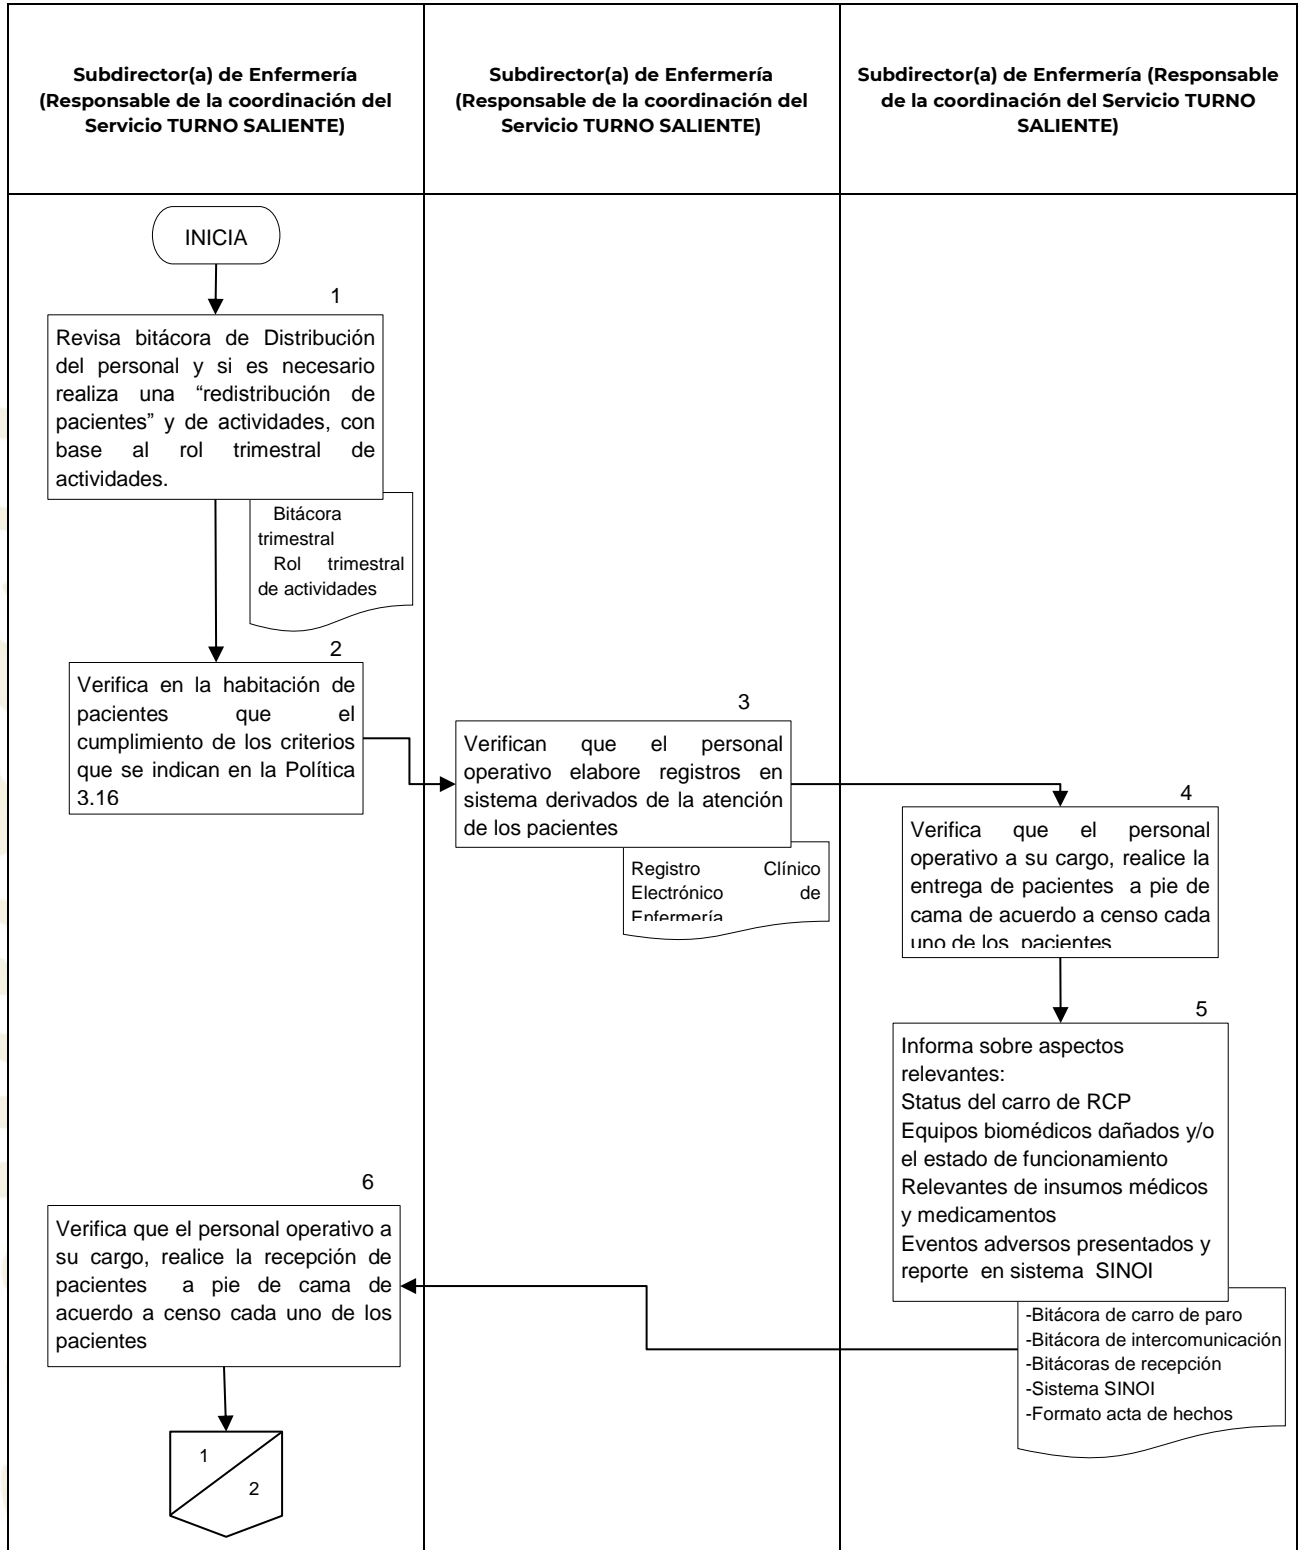 Subdirector(a) de Enfermería
(Responsable de la coordinación del
Servicio TURNO SALIENTE)
Subdirector(a) de Enfermería
(Responsable de la coordinación del
Servicio TURNO SALIENTE)
Subdirector(a) de Enfermería (Responsable
de la coordinación del Servicio TURNO
SALIENTE)
INICIA
1
Revisa bitácora de Distribución
del personal y si es necesario
realiza una “redistribución de
pacientes” y de actividades, con
base al rol trimestral de
actividades.
Bitácora
trimestral
Rol trimestral
de actividades
2
Verifica en la habitación de
pacientes que el
cumplimiento de los criterios
que se indican en la Política
3.16
3
Verifican que el personal
operativo elabore registros en
sistema derivados de la atención
de los pacientes
Registro Clínico
Electrónico de
Enfermería
4
Verifica que el personal
operativo a su cargo, realice la
entrega de pacientes a pie de
cama de acuerdo a censo cada
uno de los pacientes
5
Informa sobre aspectos
relevantes:
Status del carro de RCP
Equipos biomédicos dañados y/o
el estado de funcionamiento
Relevantes de insumos médicos
y medicamentos
Eventos adversos presentados y
reporte en sistema SINOI
-Bitácora de carro de paro
-Bitácora de intercomunicación
-Bitácoras de recepción
-Sistema SINOI
-Formato acta de hechos
6
Verifica que el personal operativo a
su cargo, realice la recepción de
pacientes a pie de cama de
acuerdo a censo cada uno de los
pacientes
1
2